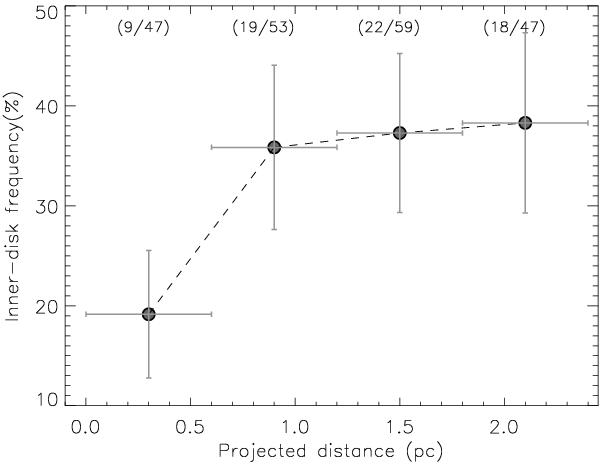 50
(9/47) (19/53) (22/59) (18/47)
40
30
20
10
Inner-disk frequency(%)
0.0 0.5 1.0 1.5 2.0
Projected distance (pc)